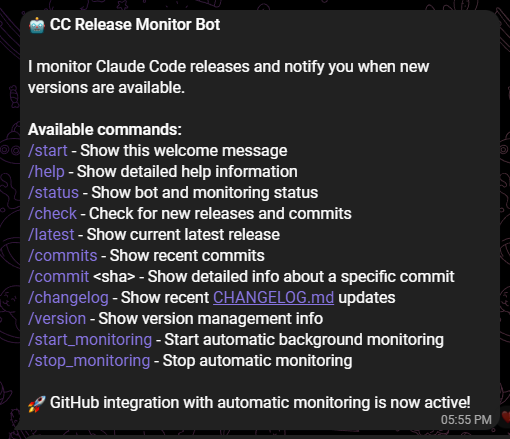 🤖 CC Release Monitor Bot
I monitor Claude Code releases and notify you when new
versions are available.
Available commands:
/start - Show this welcome message
/help - Show detailed help information
/status - Show bot and monitoring status
/check - Check for new releases and commits
/latest - Show current latest release
/commits - Show recent commits
/commit <sha> - Show detailed info about a specific commit
/changelog - Show recent CHANGELOG.md updates
/version - Show version management info
/start_monitoring - Start automatic background monitoring
/stop_monitoring - Stop automatic monitoring
🚀 GitHub integration with automatic monitoring is now active!
05:55 PM